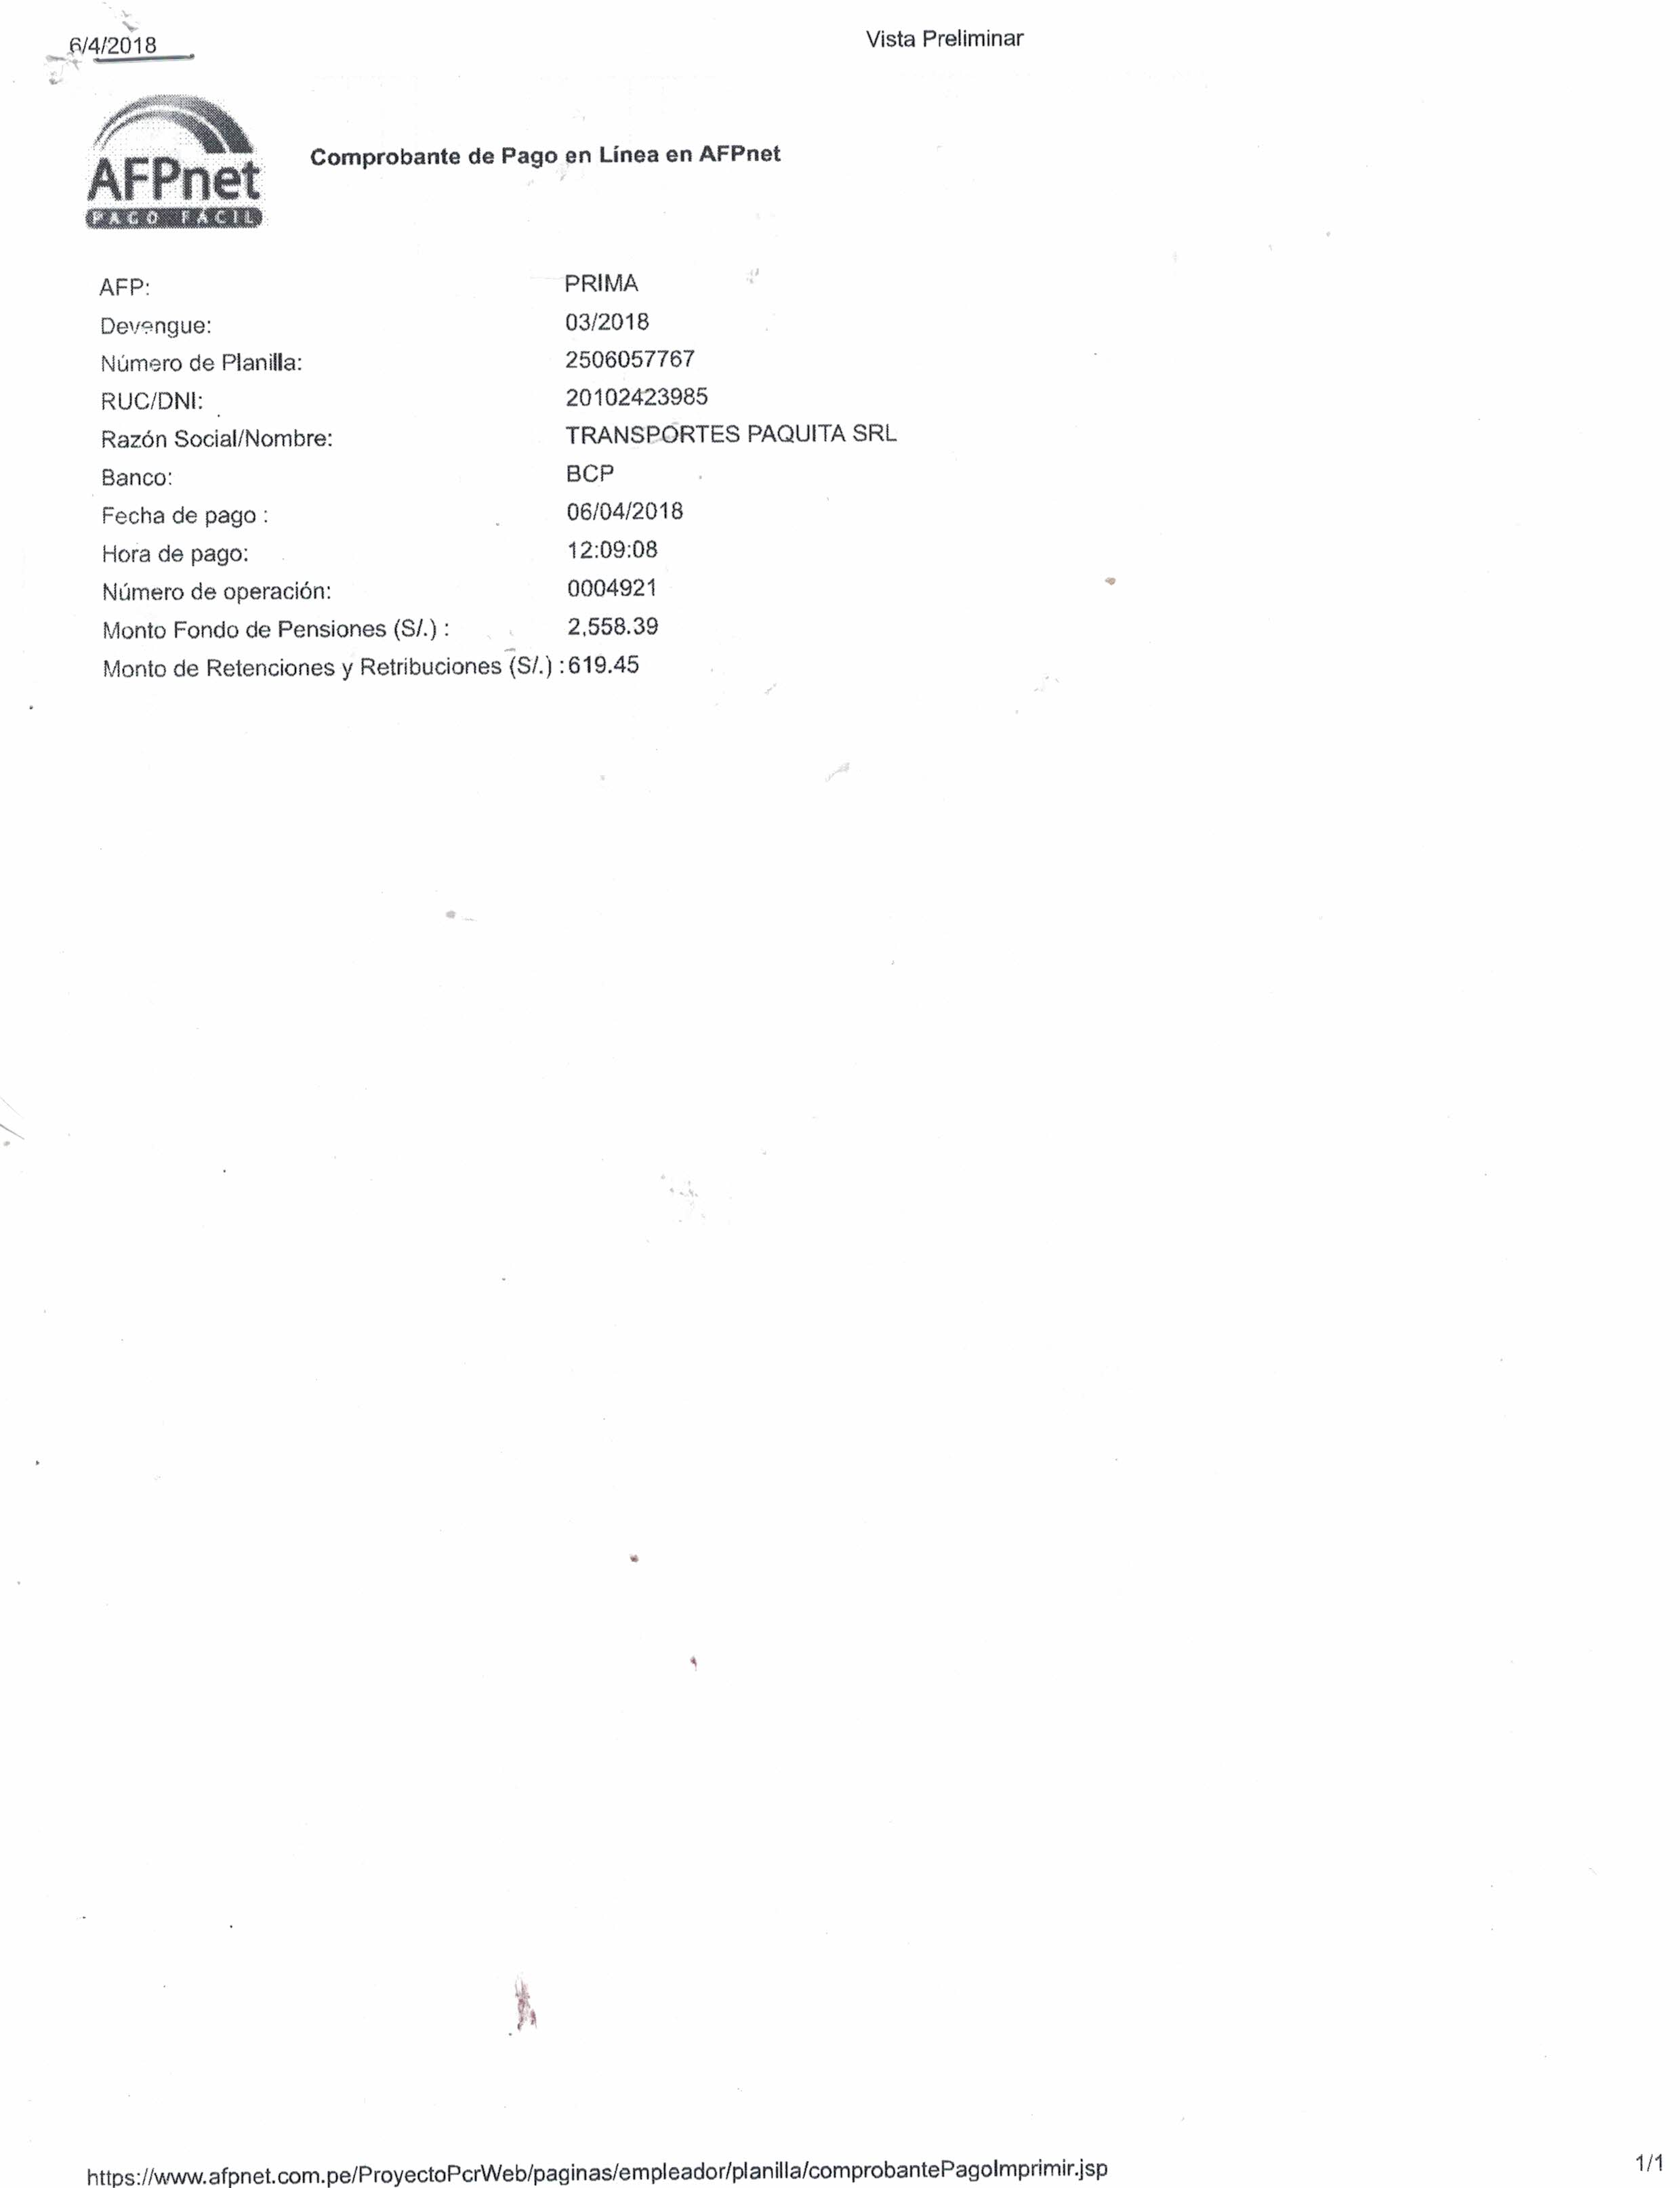 6/4/2018 Vista Preliminar
AFPnet
PAGO FÁCIL
Comprobante de Pago en Línea en AFPnet
AFP: PRIMA
Devengue: 03/2018
Número de Planilla: 2506057767
RUC/DNI: 20102423985
Razón Social/Nombre: TRANSPORTES PAQUITA SRL
Banco: BCP
Fecha de pago : 06/04/2018
Hora de pago: 12:09:08
Número de operación: 0004921
Monto Fondo de Pensiones (S/.) : 2,558.39
Monto de Retenciones y Retribuciones (S/.) : 619.45
https://www.afpnet.com.pe/ProyectoPcrWeb/paginas/empleador/planilla/comprobantePagoImprimir.jsp 1/1